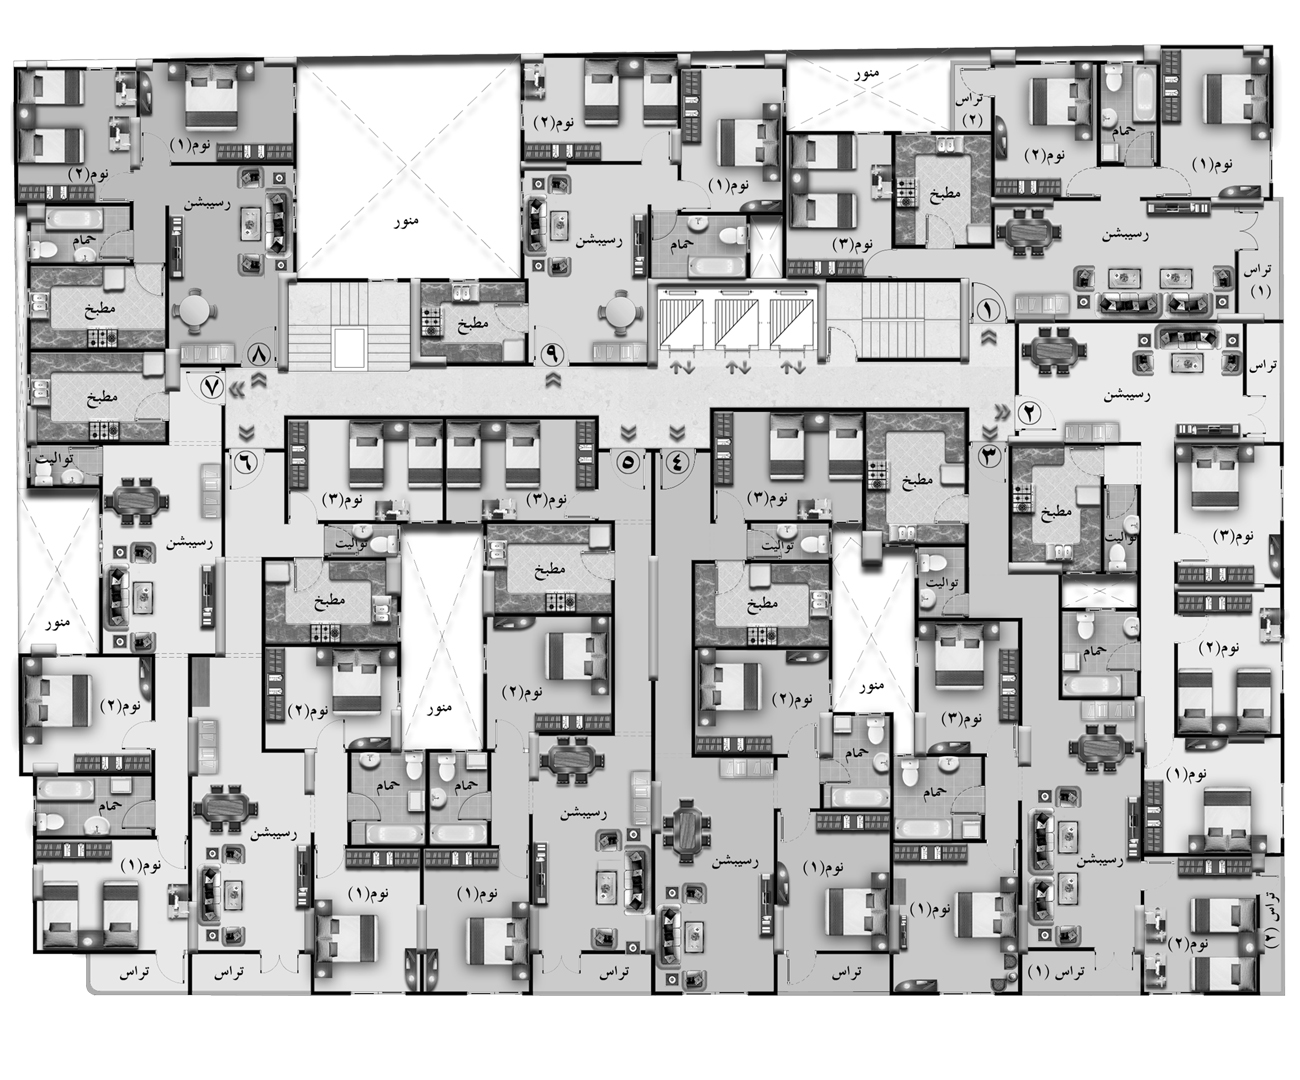 منور
نوم(١)
نوم(٢)
رسيبشن
حمام
مطبخ
٨
منور
مطبخ
نوم(٢)
نوم(١)
رسيبشن
حمام
٩
منور
تراس
(٢)
نوم(٢)
حمام
نوم(١)
مطبخ
نوم(٣)
رسيبشن
تراس
(١)
١
رسيبشن
تراس
٢
مطبخ
تواليت
نوم(٣)
حمام
نوم(٢)
نوم(١)
٧
مطبخ
تواليت
رسيبشن
منور
نوم(٢)
حمام
نوم(١)
تراس
٦
نوم(٣)
تواليت
مطبخ
نوم(٢)
رسيبشن
حمام
نوم(١)
تراس
منور
٥
نوم(٣)
مطبخ
نوم(٢)
حمام
رسيبشن
نوم(١)
تراس
٤
نوم(٣)
تواليت
مطبخ
نوم(٢)
حمام
رسيبشن
نوم(١)
تراس
منور
٣
مطبخ
تواليت
نوم(٣)
حمام
رسيبشن
نوم(١)
نوم(٢)
تراس (١)
تراس (٢)